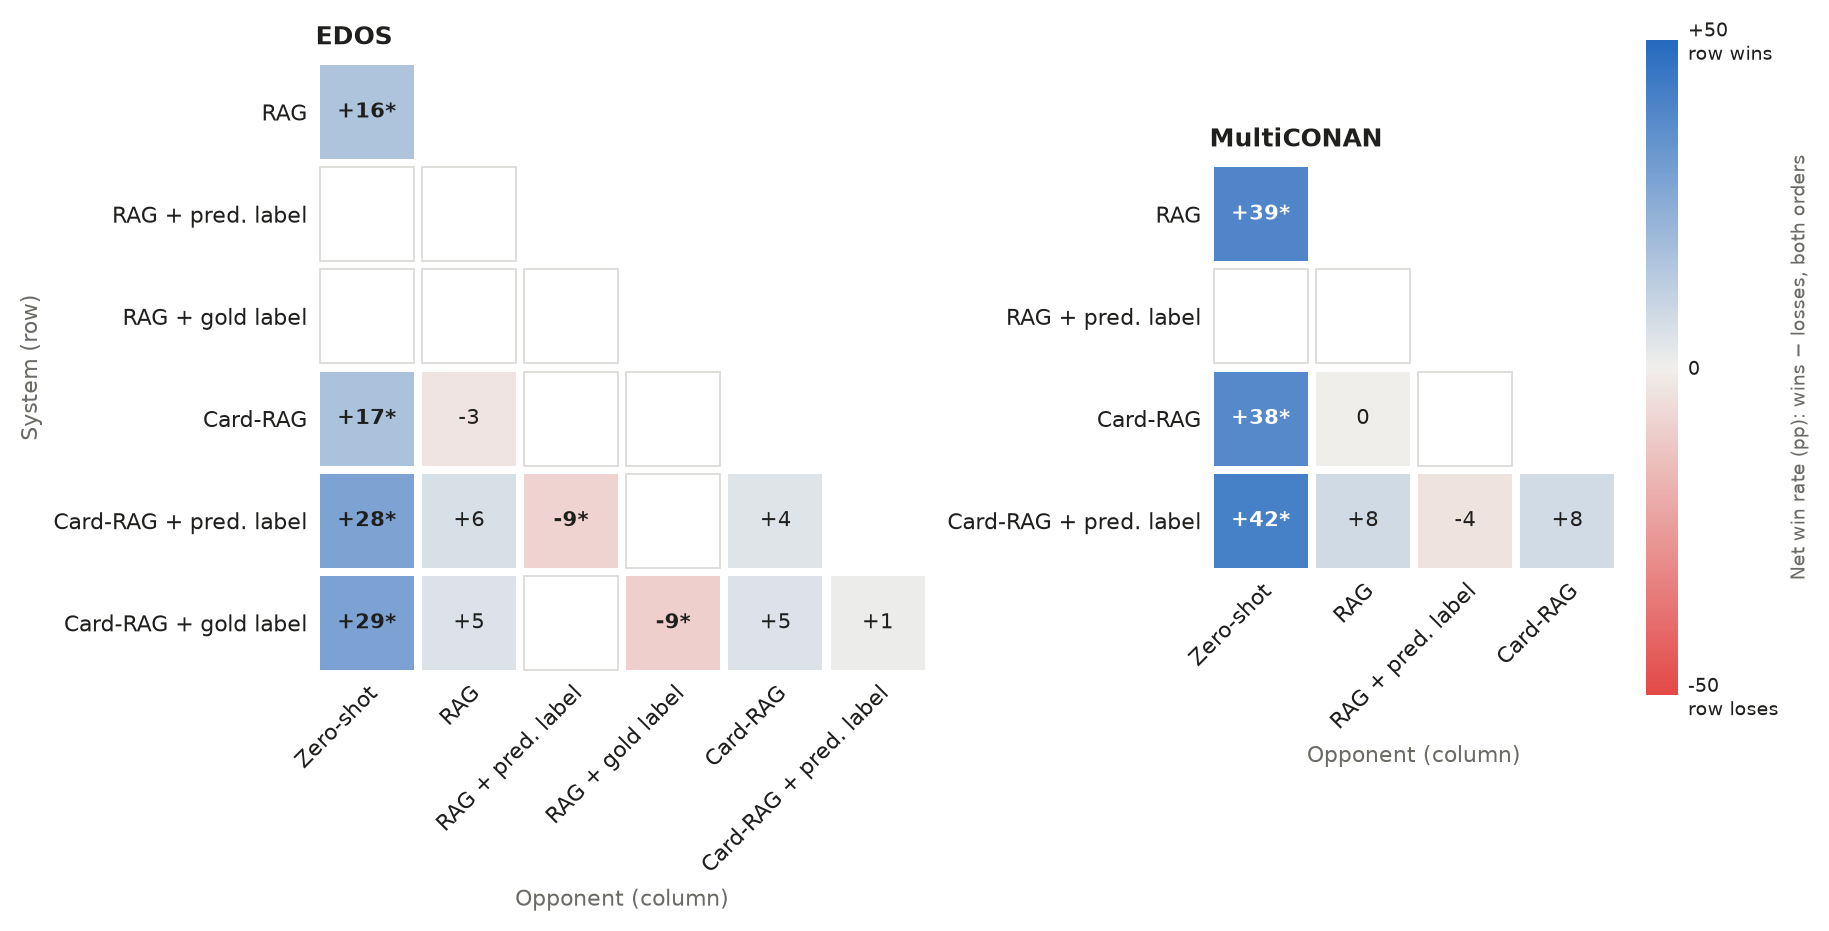 EDOS
System (row)
RAG
+16*
RAG + pred. label
RAG + gold label
Card-RAG
+17*
-3
Card-RAG + pred. label
+28*
+6
-9*
+4
Card-RAG + gold label
+29*
+5
-9*
+5
+1
Zero-shot
RAG
RAG + pred. label
RAG + gold label
Card-RAG
Card-RAG + pred. label
Opponent (column)
MultiCONAN
RAG
+39*
RAG + pred. label
Card-RAG
+38*
0
Card-RAG + pred. label
+42*
+8
-4
+8
Zero-shot
RAG
RAG + pred. label
Card-RAG
Opponent (column)
+50
row wins
0
-50
row loses
Net win rate (pp): wins − losses, both orders